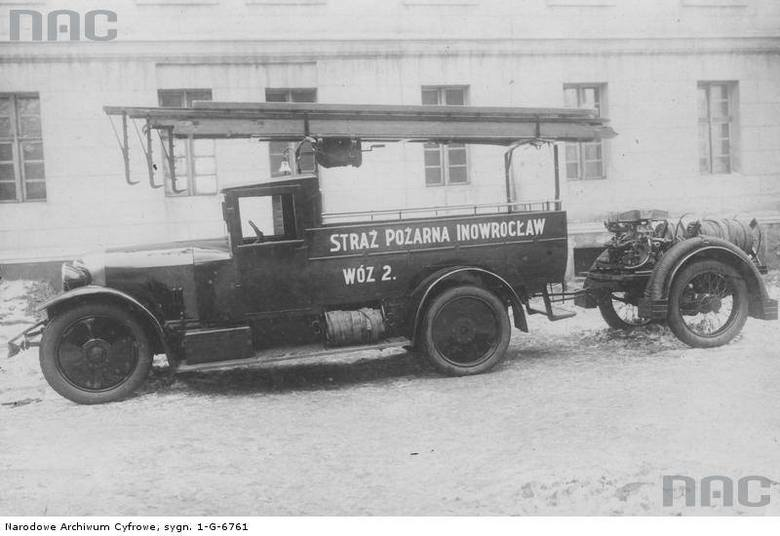 NAC
STRAŻ POŻARNA INOWROCŁAW
WÓZ 2.
NAC
Narodowe Archiwum Cyfrowe, sygn. 1-G-6761